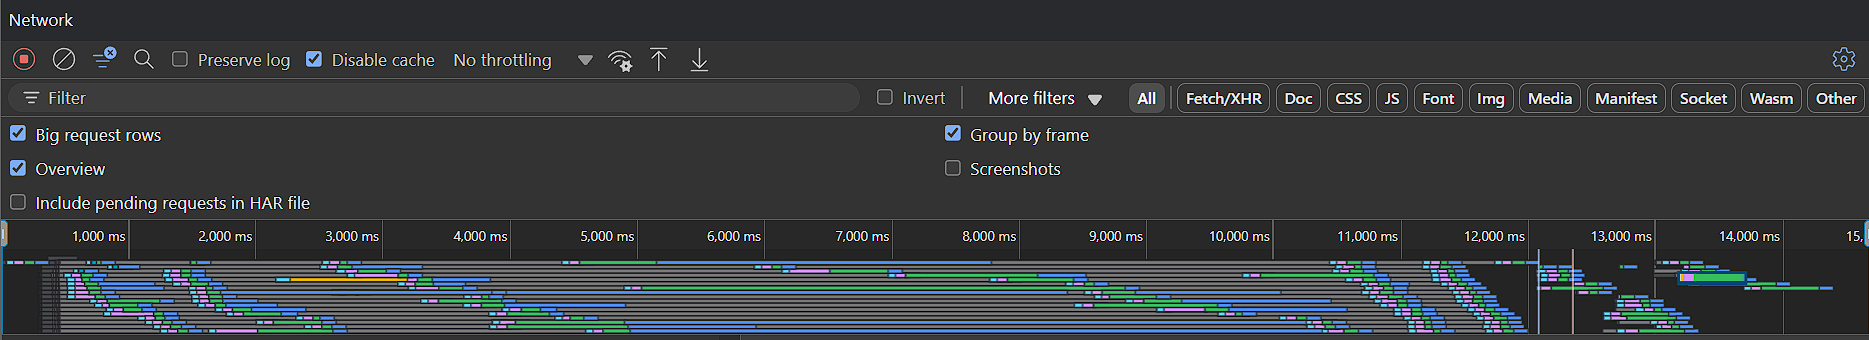 Network
Preserve log Disable cache No throttling
Filter Invert More filters All Fetch/XHR Doc CSS JS Font Img Media Manifest Socket Wasm Other
Big request rows Group by frame
Overview Screenshots
Include pending requests in HAR file
1,000 ms 2,000 ms 3,000 ms 4,000 ms 5,000 ms 6,000 ms 7,000 ms 8,000 ms 9,000 ms 10,000 ms 11,000 ms 12,000 ms 13,000 ms 14,000 ms 15,